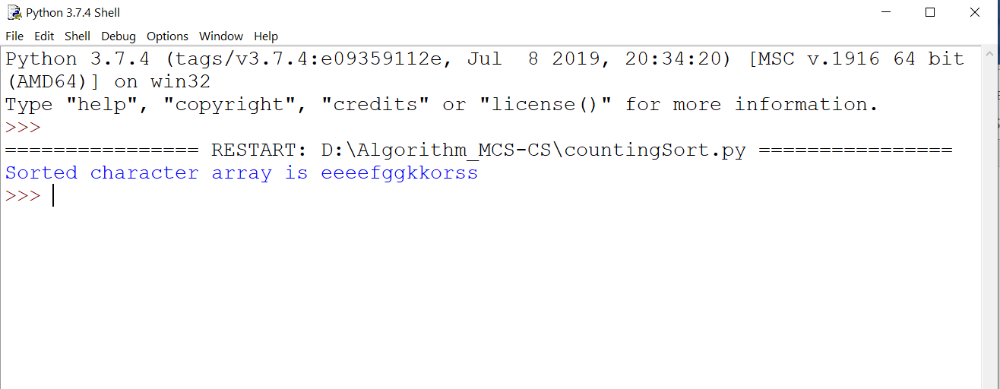 Python 3.7.4 Shell
File Edit Shell Debug Options Window Help
Python 3.7.4 (tags/v3.7.4:e09359112e, Jul  8 2019, 20:34:20) [MSC v.1916 64 bit
(AMD64)] on win32
Type "help", "copyright", "credits" or "license()" for more information.
>>>
================ RESTART: D:\Algorithm_MCS-CS\countingSort.py ================
Sorted character array is eeeefggkkorss
>>>